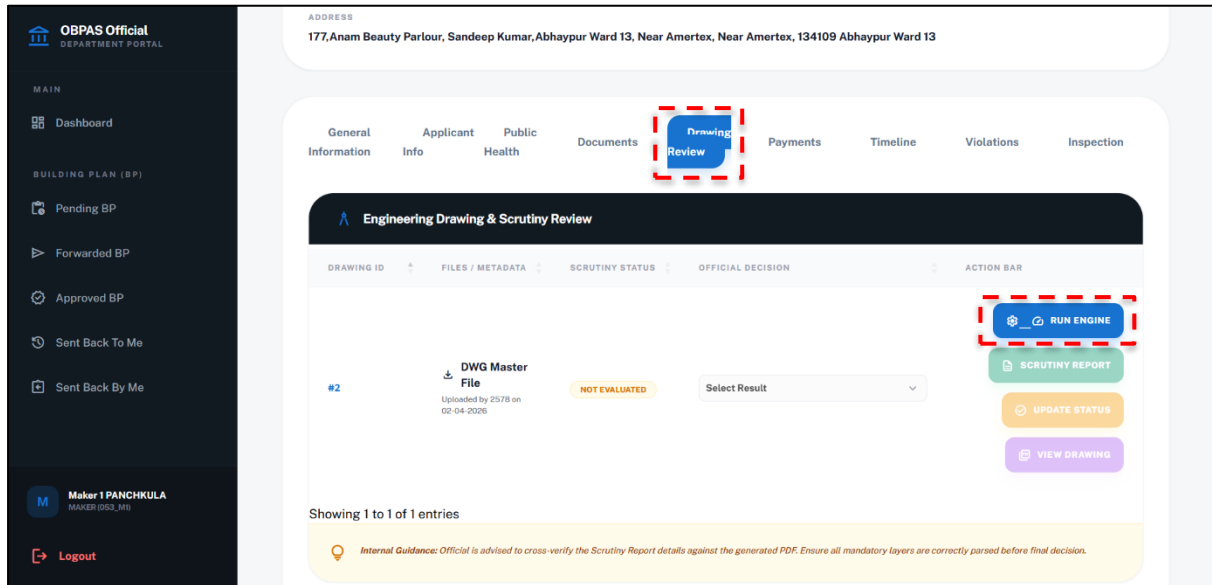 OBPAS Official
DEPARTMENT PORTAL
MAIN
Dashboard
BUILDING PLAN (BP)
Pending BP
Forwarded BP
Approved BP
Sent Back To Me
Sent Back By Me
M
Maker 1 PANCHKULA
MAKER (053_M1)
Logout
ADDRESS
177,Anam Beauty Parlour, Sandeep Kumar,Abhaypur Ward 13, Near Amertex, Near Amertex, 134109 Abhaypur Ward 13
General Information
Applicant Info
Public Health
Documents
Drawing Review
Payments
Timeline
Violations
Inspection
Engineering Drawing & Scrutiny Review
DRAWING ID
FILES / METADATA
SCRUTINY STATUS
OFFICIAL DECISION
ACTION BAR
#2
DWG Master
File
Uploaded by 2578 on
02-04-2026
NOT EVALUATED
Select Result
RUN ENGINE
SCRUTINY REPORT
UPDATE STATUS
VIEW DRAWING
Showing 1 to 1 of 1 entries
Internal Guidance: Official is advised to cross-verify the Scrutiny Report details against the generated PDF. Ensure all mandatory layers are correctly parsed before final decision.